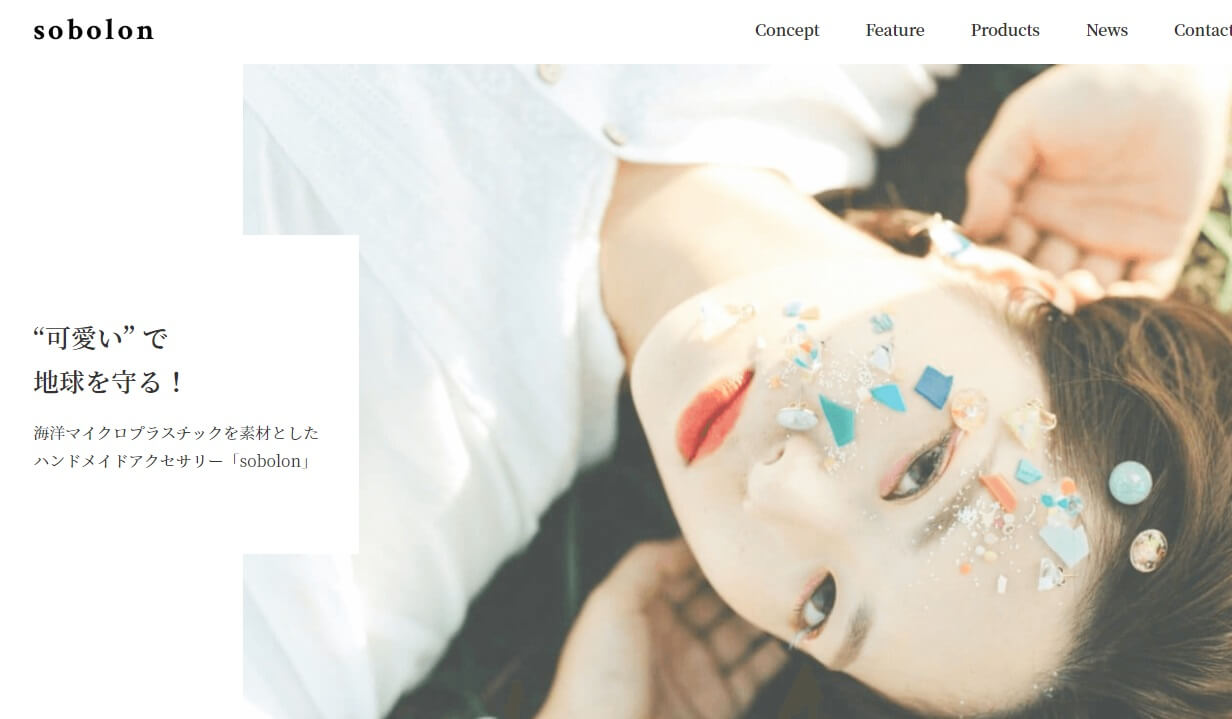 sobolon
Concept Feature Products News
“可愛い” で
地球を守る！
海洋マイクロプラスチックを素材とした
ハンドメイドアクセサリー「sobolon」